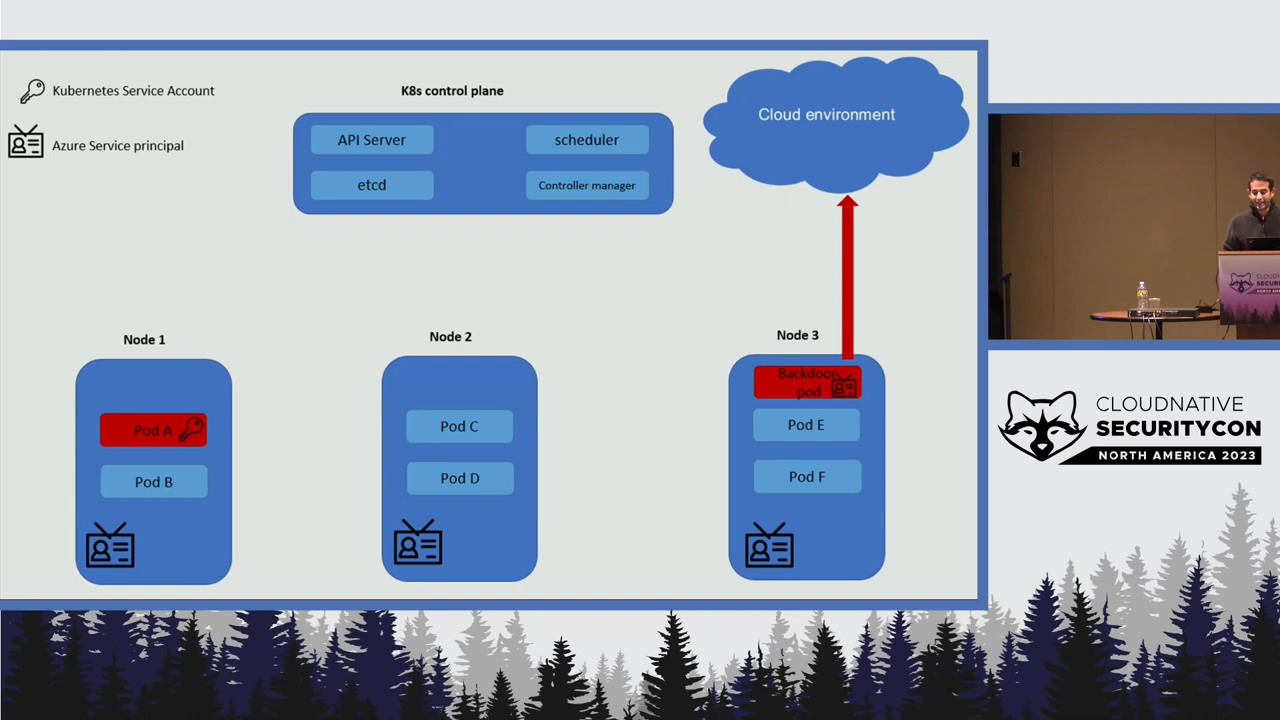 Kubernetes Service Account
Azure Service principal
K8s control plane
API Server
scheduler
etcd
Controller manager
Cloud environment
Node 1
Pod A
Pod B
Node 2
Pod C
Pod D
Node 3
Backdoor
pod
Pod E
Pod F
CLOUDNATIVE
SECURITYCON
NORTH AMERICA 2023